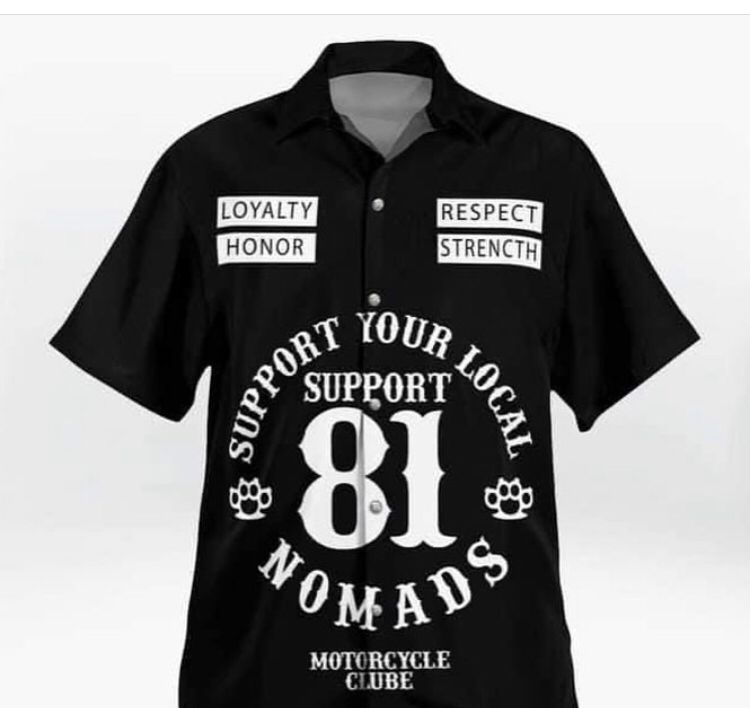 LOYALTY
HONOR
RESPECT
STRENCTH
SUPPORT YOUR LOCAL
SUPPORT
81
NOMADS
MOTORCYCLE
CLUBE